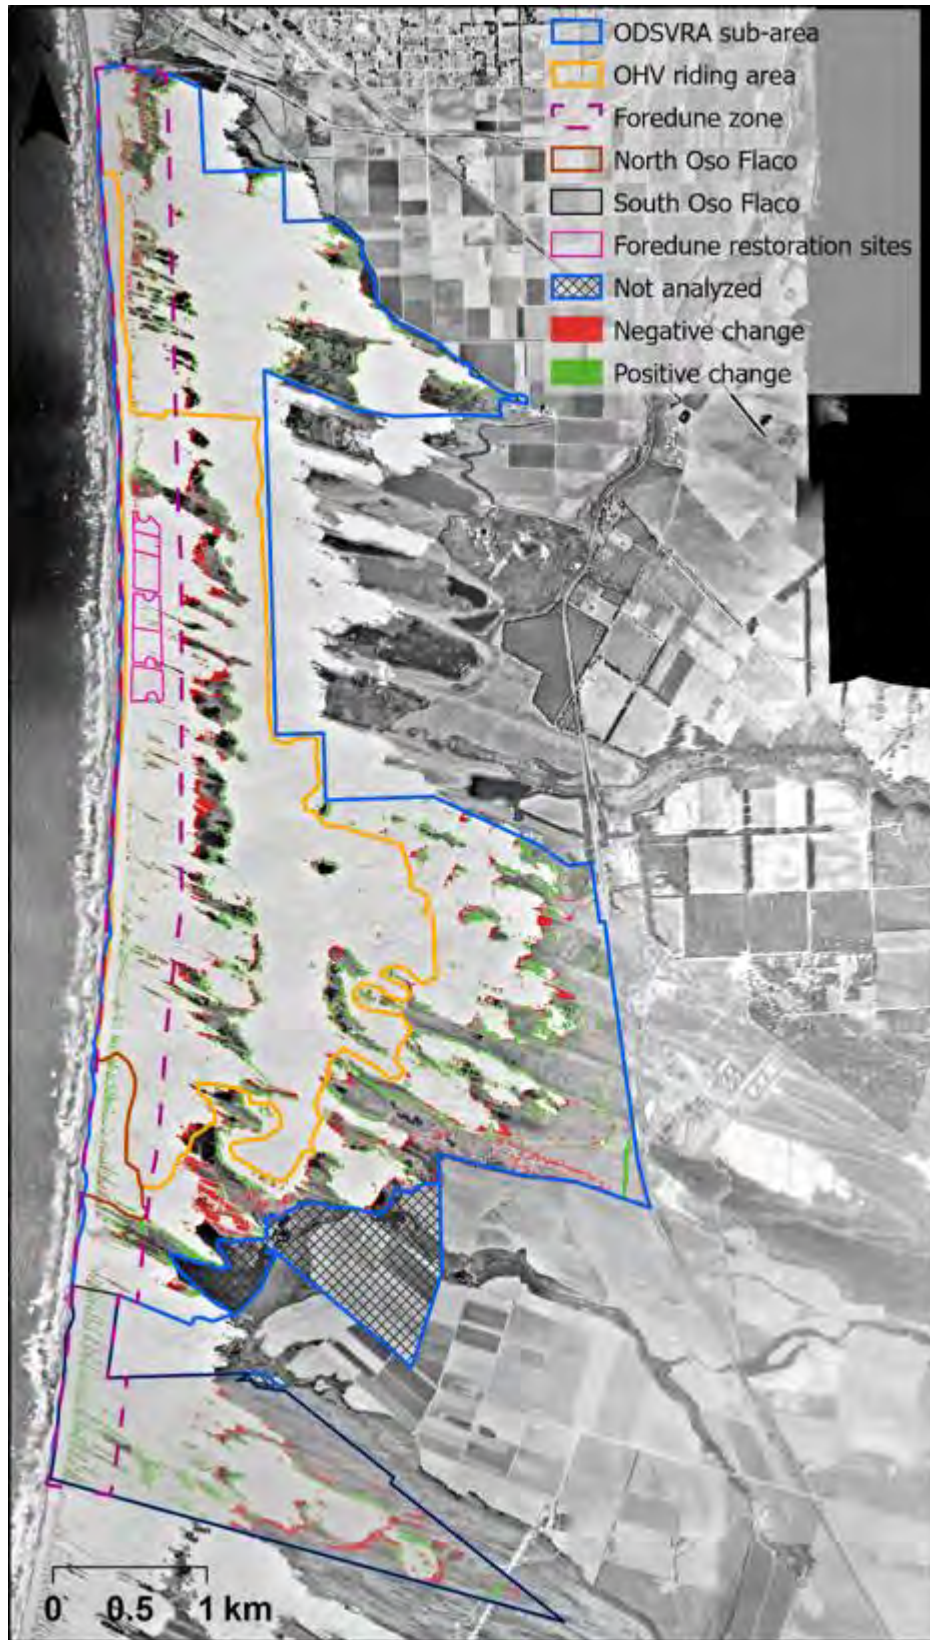 ODSVRA sub-area
OHV riding area
Foredune zone
North Oso Flaco
South Oso Flaco
Foredune restoration sites
Not analyzed
Negative change
Positive change
0 0.5 1 km